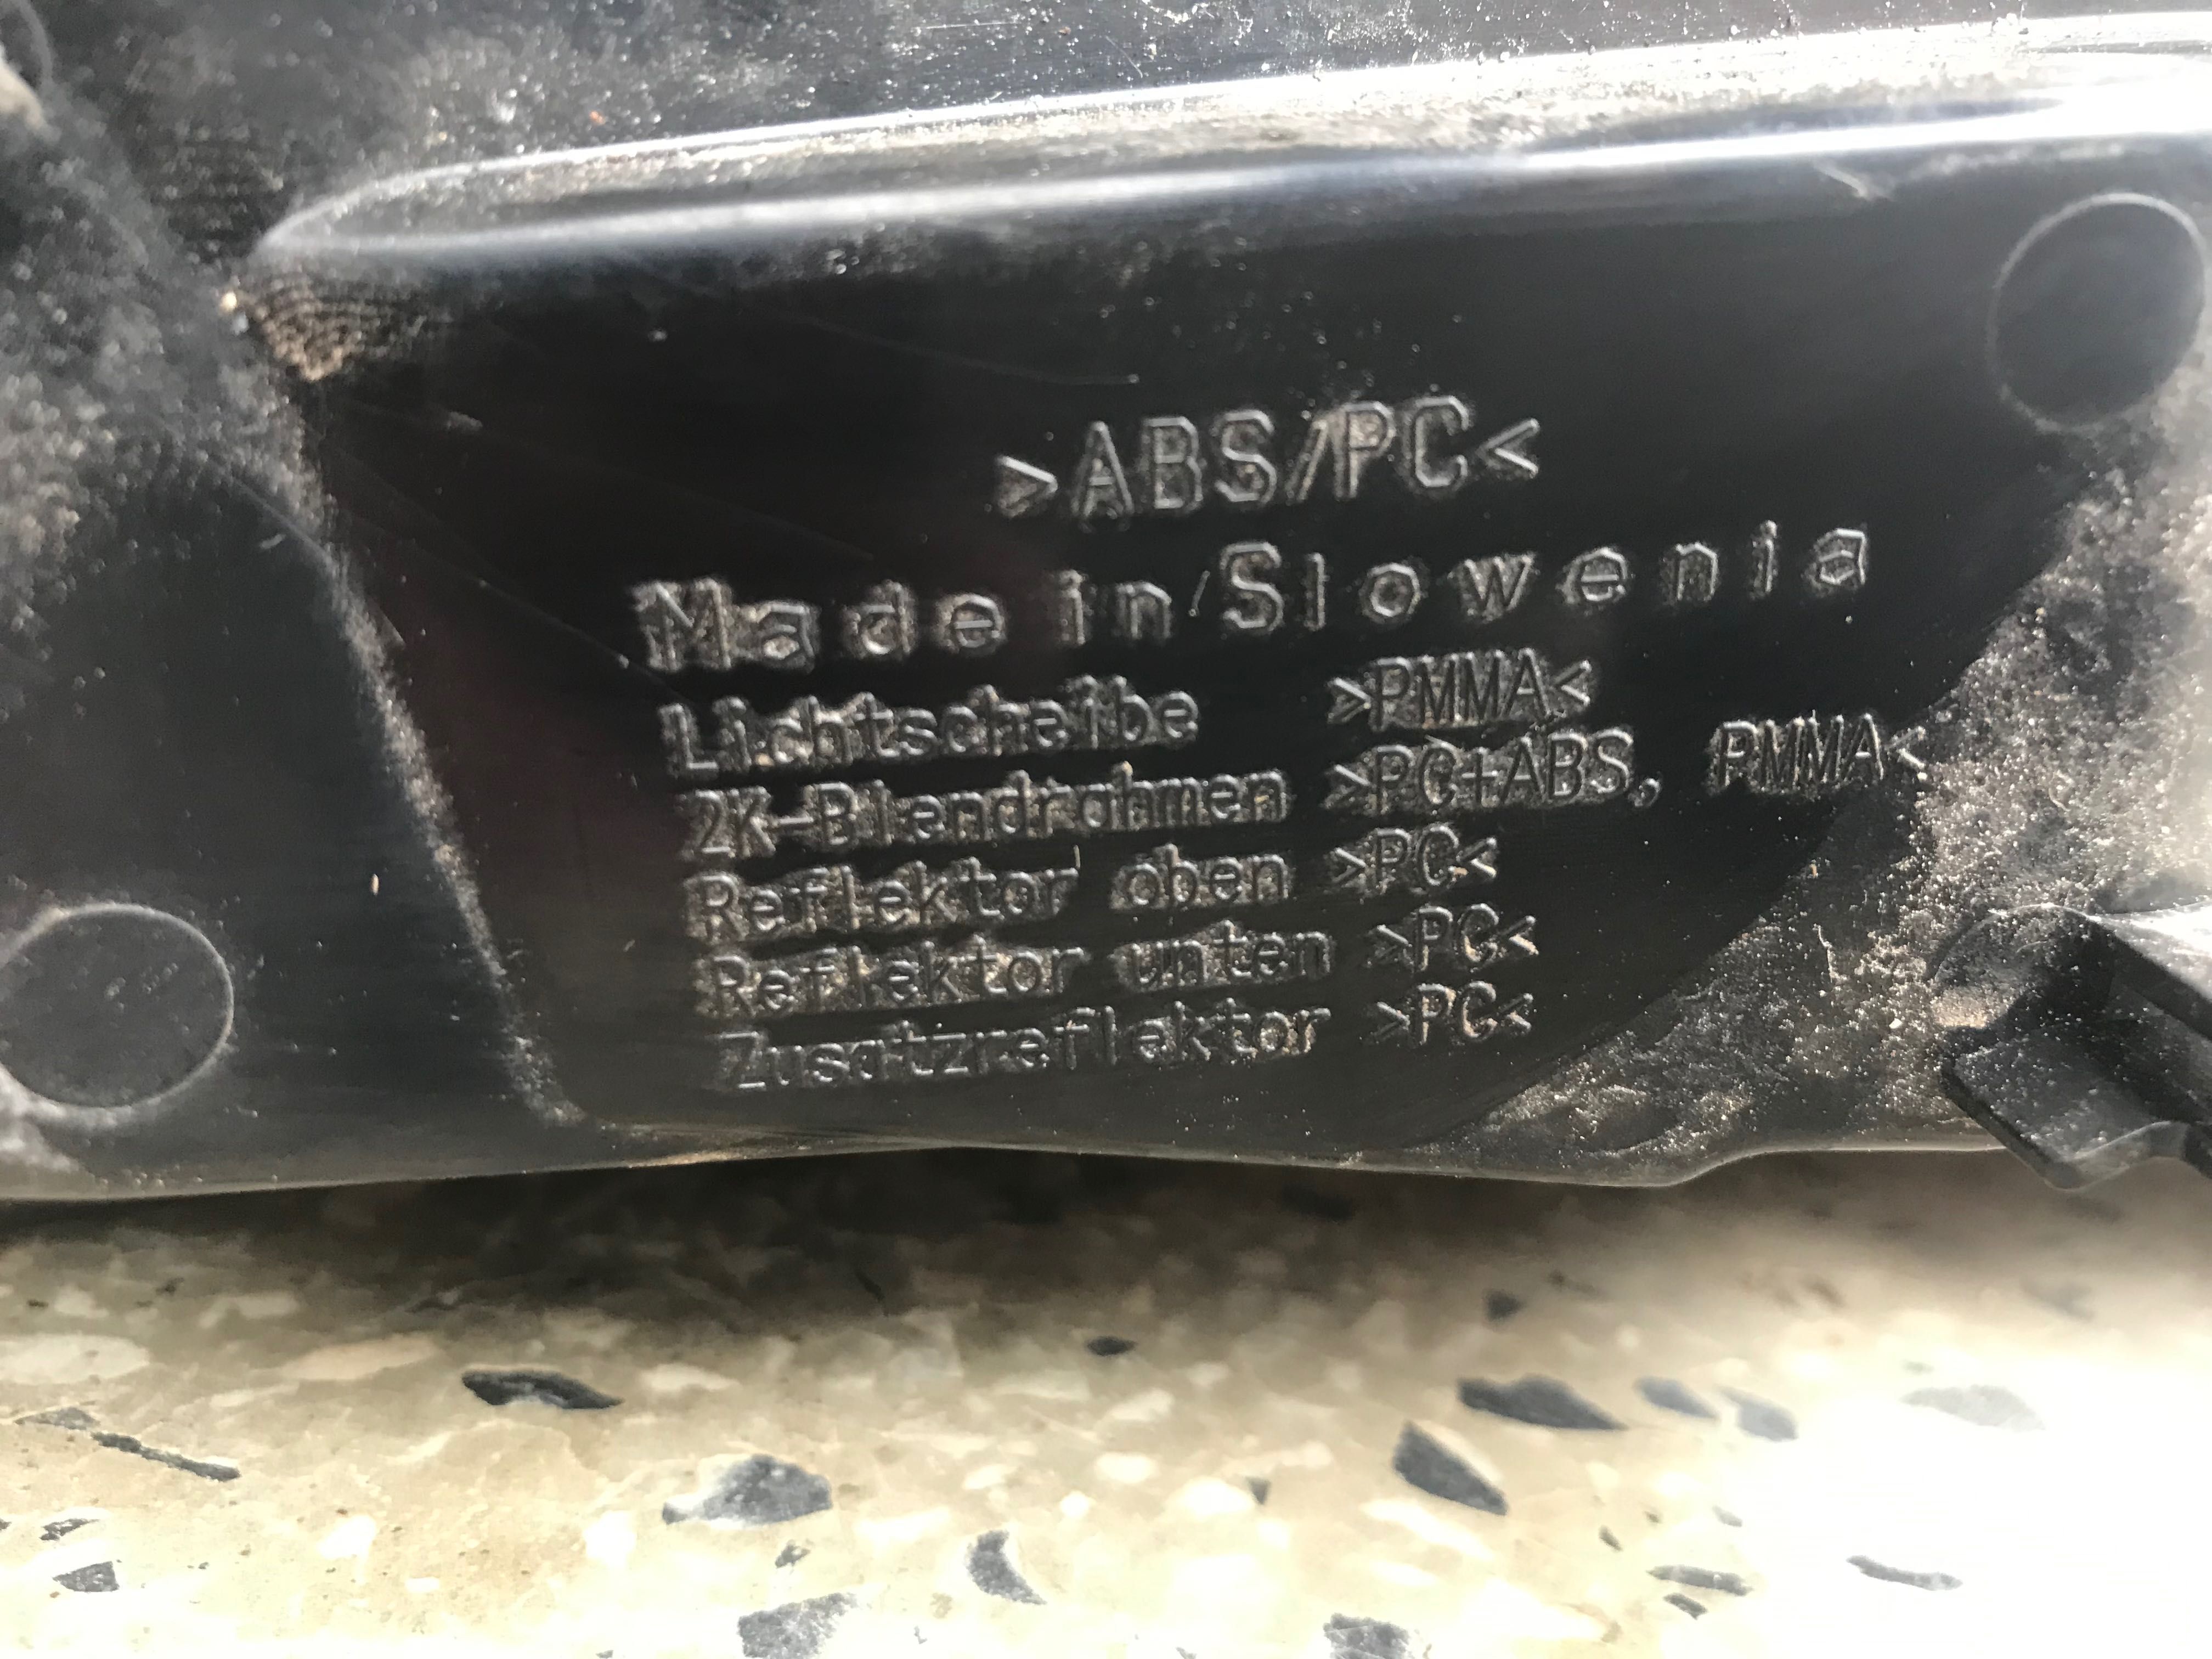 >ABS/PC<
Made in Slowenia
Lichtscheibe >PMMA<
2K-Blendrahmen >PC+ABS, PMMA<
Reflektor oben >PC<
Reflektor unten >PC<
Zusatzreflektor >PC<